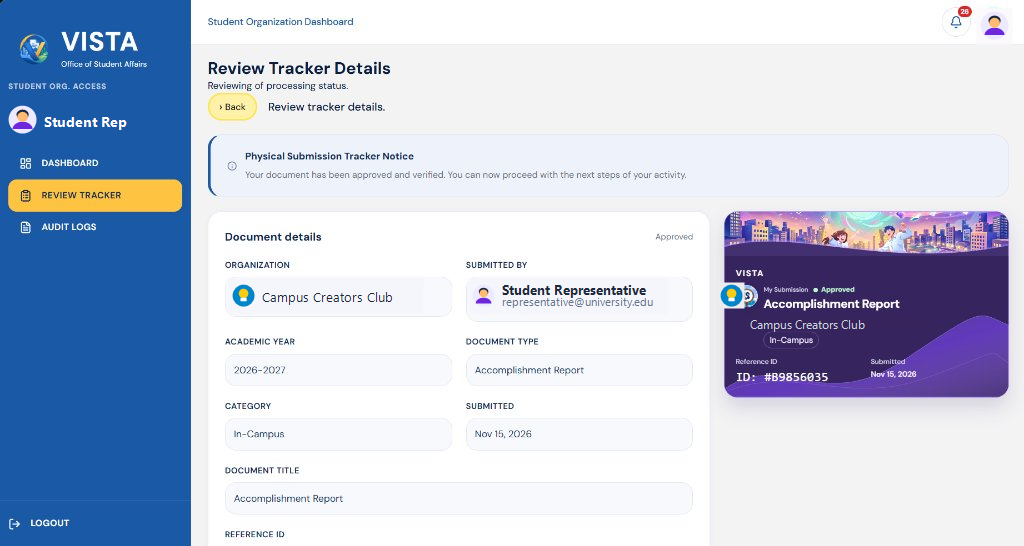 VISTA
Office of Student Affairs
STUDENT ORG. ACCESS
Student Rep
DASHBOARD
REVIEW TRACKER
AUDIT LOGS
LOGOUT
Student Organization Dashboard
26
Review Tracker Details
Reviewing of processing status.
› Back
Review tracker details.
Physical Submission Tracker Notice
Your document has been approved and verified. You can now proceed with the next steps of your activity.
Document details
Approved
ORGANIZATION
Campus Creators Club
SUBMITTED BY
Student Representative
representative@university.edu
ACADEMIC YEAR
2026-2027
DOCUMENT TYPE
Accomplishment Report
CATEGORY
In-Campus
SUBMITTED
Nov 15, 2026
DOCUMENT TITLE
Accomplishment Report
REFERENCE ID
VISTA
My Submission • Approved
Accomplishment Report
Campus Creators Club
In-Campus
Reference ID
ID: #B9856035
Submitted
Nov 15, 2026